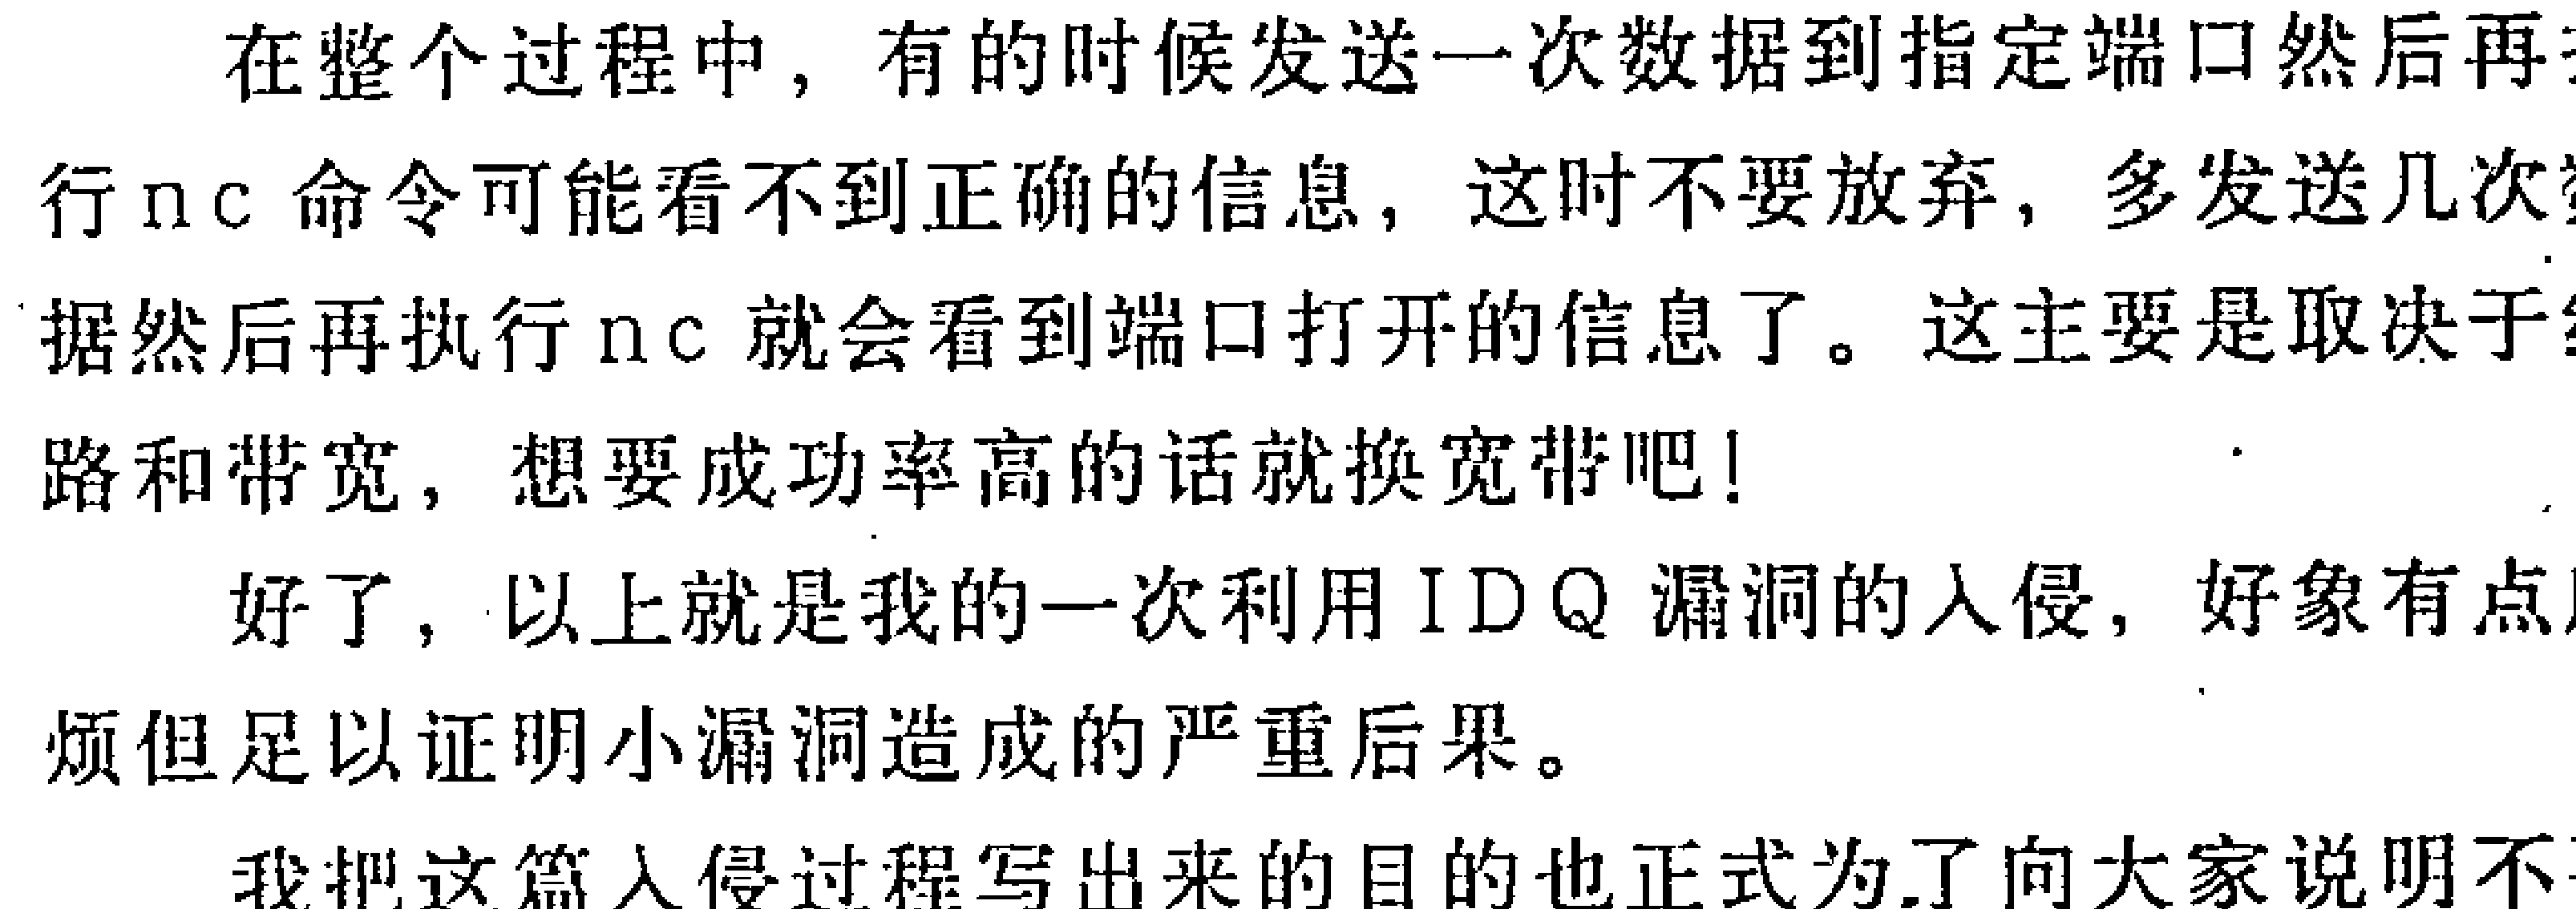 在整个过程中，有的时候发送一次数据到指定端口然后再
行nc命令可能看不到正确的信息，这时不要放弃，多发送几次
据然后再执行nc就会看到端口打开的信息了。这主要是取决于
路和带宽，想要成功率高的话就换宽带吧！
好了，以上就是我的一次利用IDQ漏洞的入侵，好象有点
烦但足以证明小漏洞造成的严重后果。
我把这篇入侵过程写出来的目的也正式为了向大家说明不